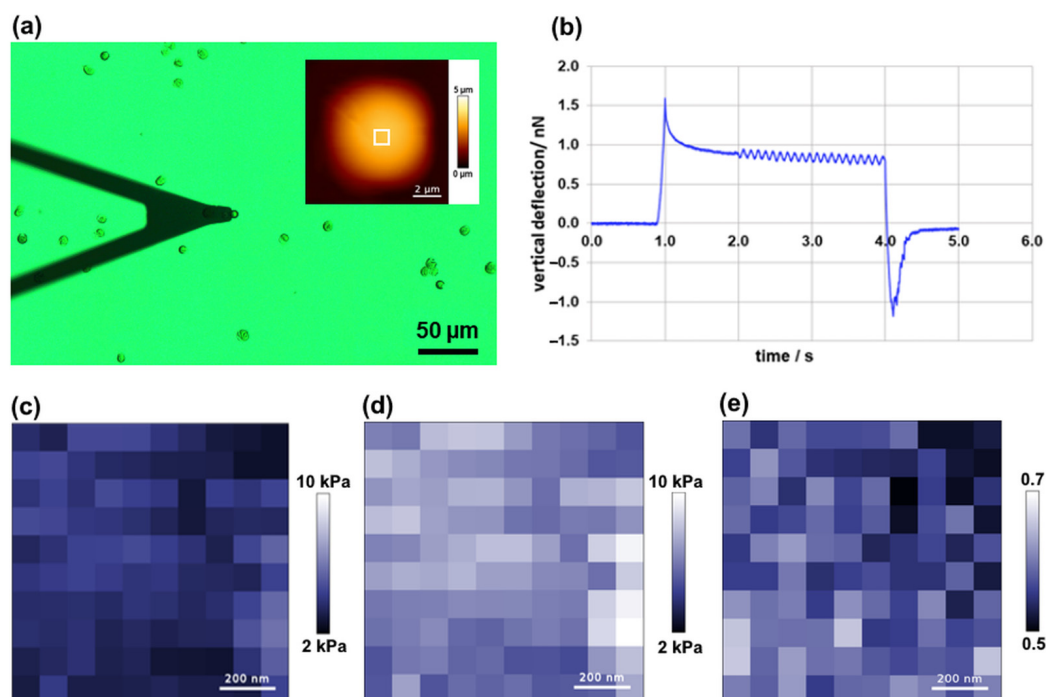 (a)
5 µm
0 µm
2 µm
50 µm
(b)
2.0
1.5
1.0
0.5
0.0
–0.5
–1.0
–1.5
0.0
1.0
2.0
3.0
4.0
5.0
6.0
vertical deflection/ nN
time / s
(c)
10 kPa
2 kPa
200 nm
(d)
10 kPa
2 kPa
200 nm
(e)
0.7
0.5
200 nm